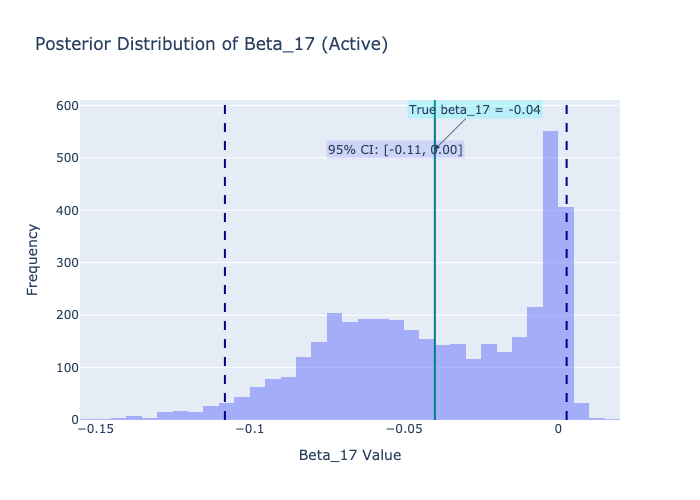 Posterior Distribution of Beta_17 (Active)
True beta_17 = -0.04
95% CI: [-0.11, 0.00]
Frequency
600
500
400
300
200
100
0
−0.15
−0.1
−0.05
0
Beta_17 Value